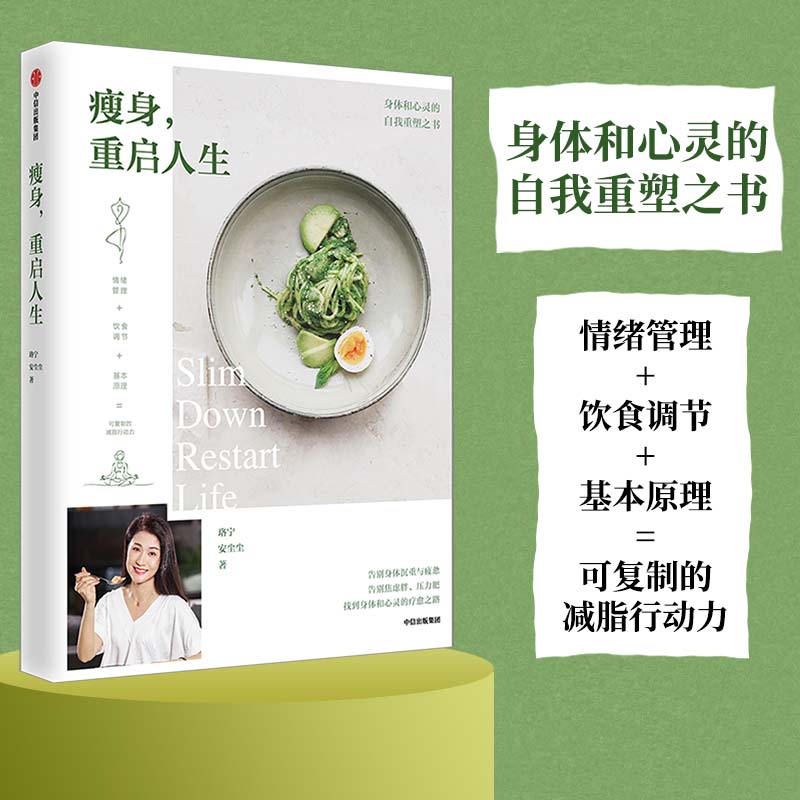 中信出版集团
瘦身，重启人生
珞宁
安尘尘
著
瘦身，
重启人生
身体和心灵的
自我重塑之书
情绪
管理
+
饮食
调节
+
基本
原理
=
可复制的
减脂行动力
Slim
Down
Restart
Life
珞宁
安尘尘
著
告别身体沉重与疲惫
告别焦虑胖、压力肥
找到身体和心灵的疗愈之路
中信出版集团
身体和心灵的
自我重塑之书
情绪管理
+
饮食调节
+
基本原理
=
可复制的
减脂行动力